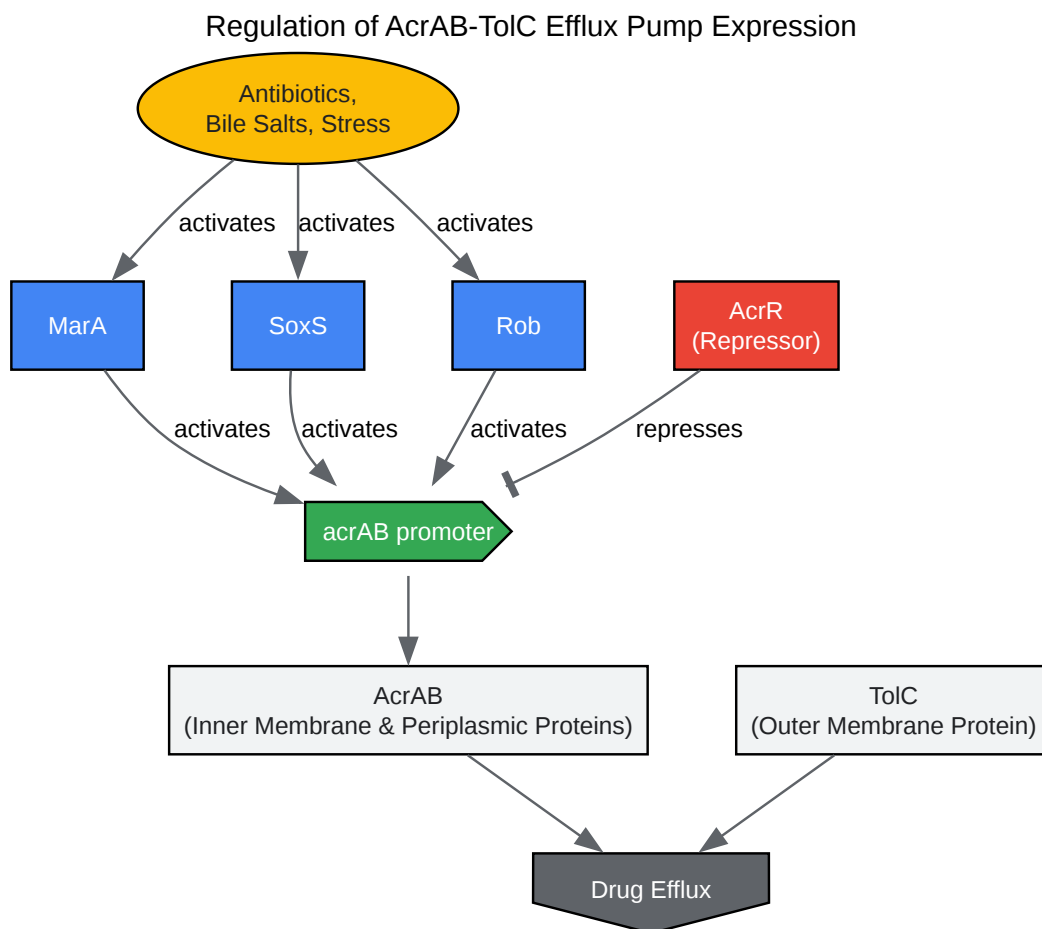 Regulation of AcrAB-TolC Efflux Pump Expression
Antibiotics,
Bile Salts, Stress
activates
activates
activates
MarA
SoxS
Rob
AcrR
(Repressor)
activates
activates
activates
represses
acrAB promoter
AcrAB
(Inner Membrane & Periplasmic Proteins)
TolC
(Outer Membrane Protein)
Drug Efflux